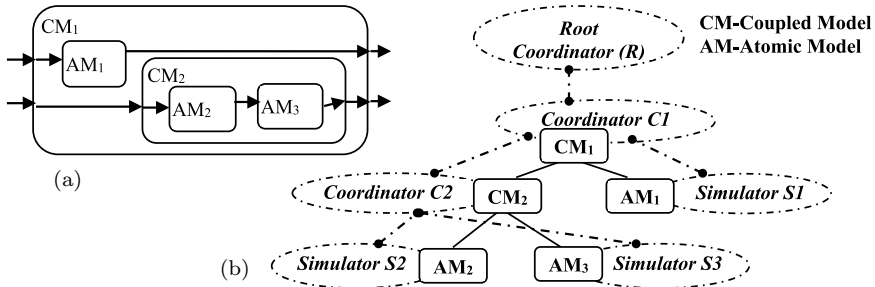 CM1
AM1
CM2
AM2
AM3
(a)
Root
Coordinator (R)
CM-Coupled Model
AM-Atomic Model
Coordinator C1
CM1
Coordinator C2
CM2
AM1
Simulator S1
Simulator S2
AM2
AM3
Simulator S3
(b)